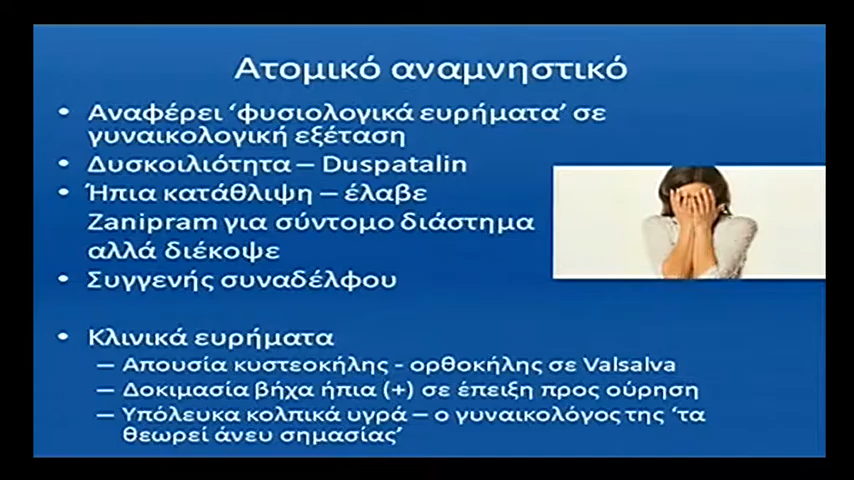 Ατομικό αναμνηστικό
• Αναφέρει ‘φυσιολογικά ευρήματα’ σε
γυναικολογική εξέταση
• Δυσκοιλιότητα – Duspatalin
• Ήπια κατάθλιψη – έλαβε
Zanipram για σύντομο διάστημα
αλλά διέκοψε
• Συγγενής συναδέλφου
• Κλινικά ευρήματα
– Απουσία κυστεοκήλης - ορθοκήλης σε Valsalva
– Δοκιμασία βήχα ήπια (+) σε έπειξη προς ούρηση
– Υπόλευκα κολπικά υγρά – ο γυναικολόγος της ‘τα
θεωρεί άνευ σημασίας’